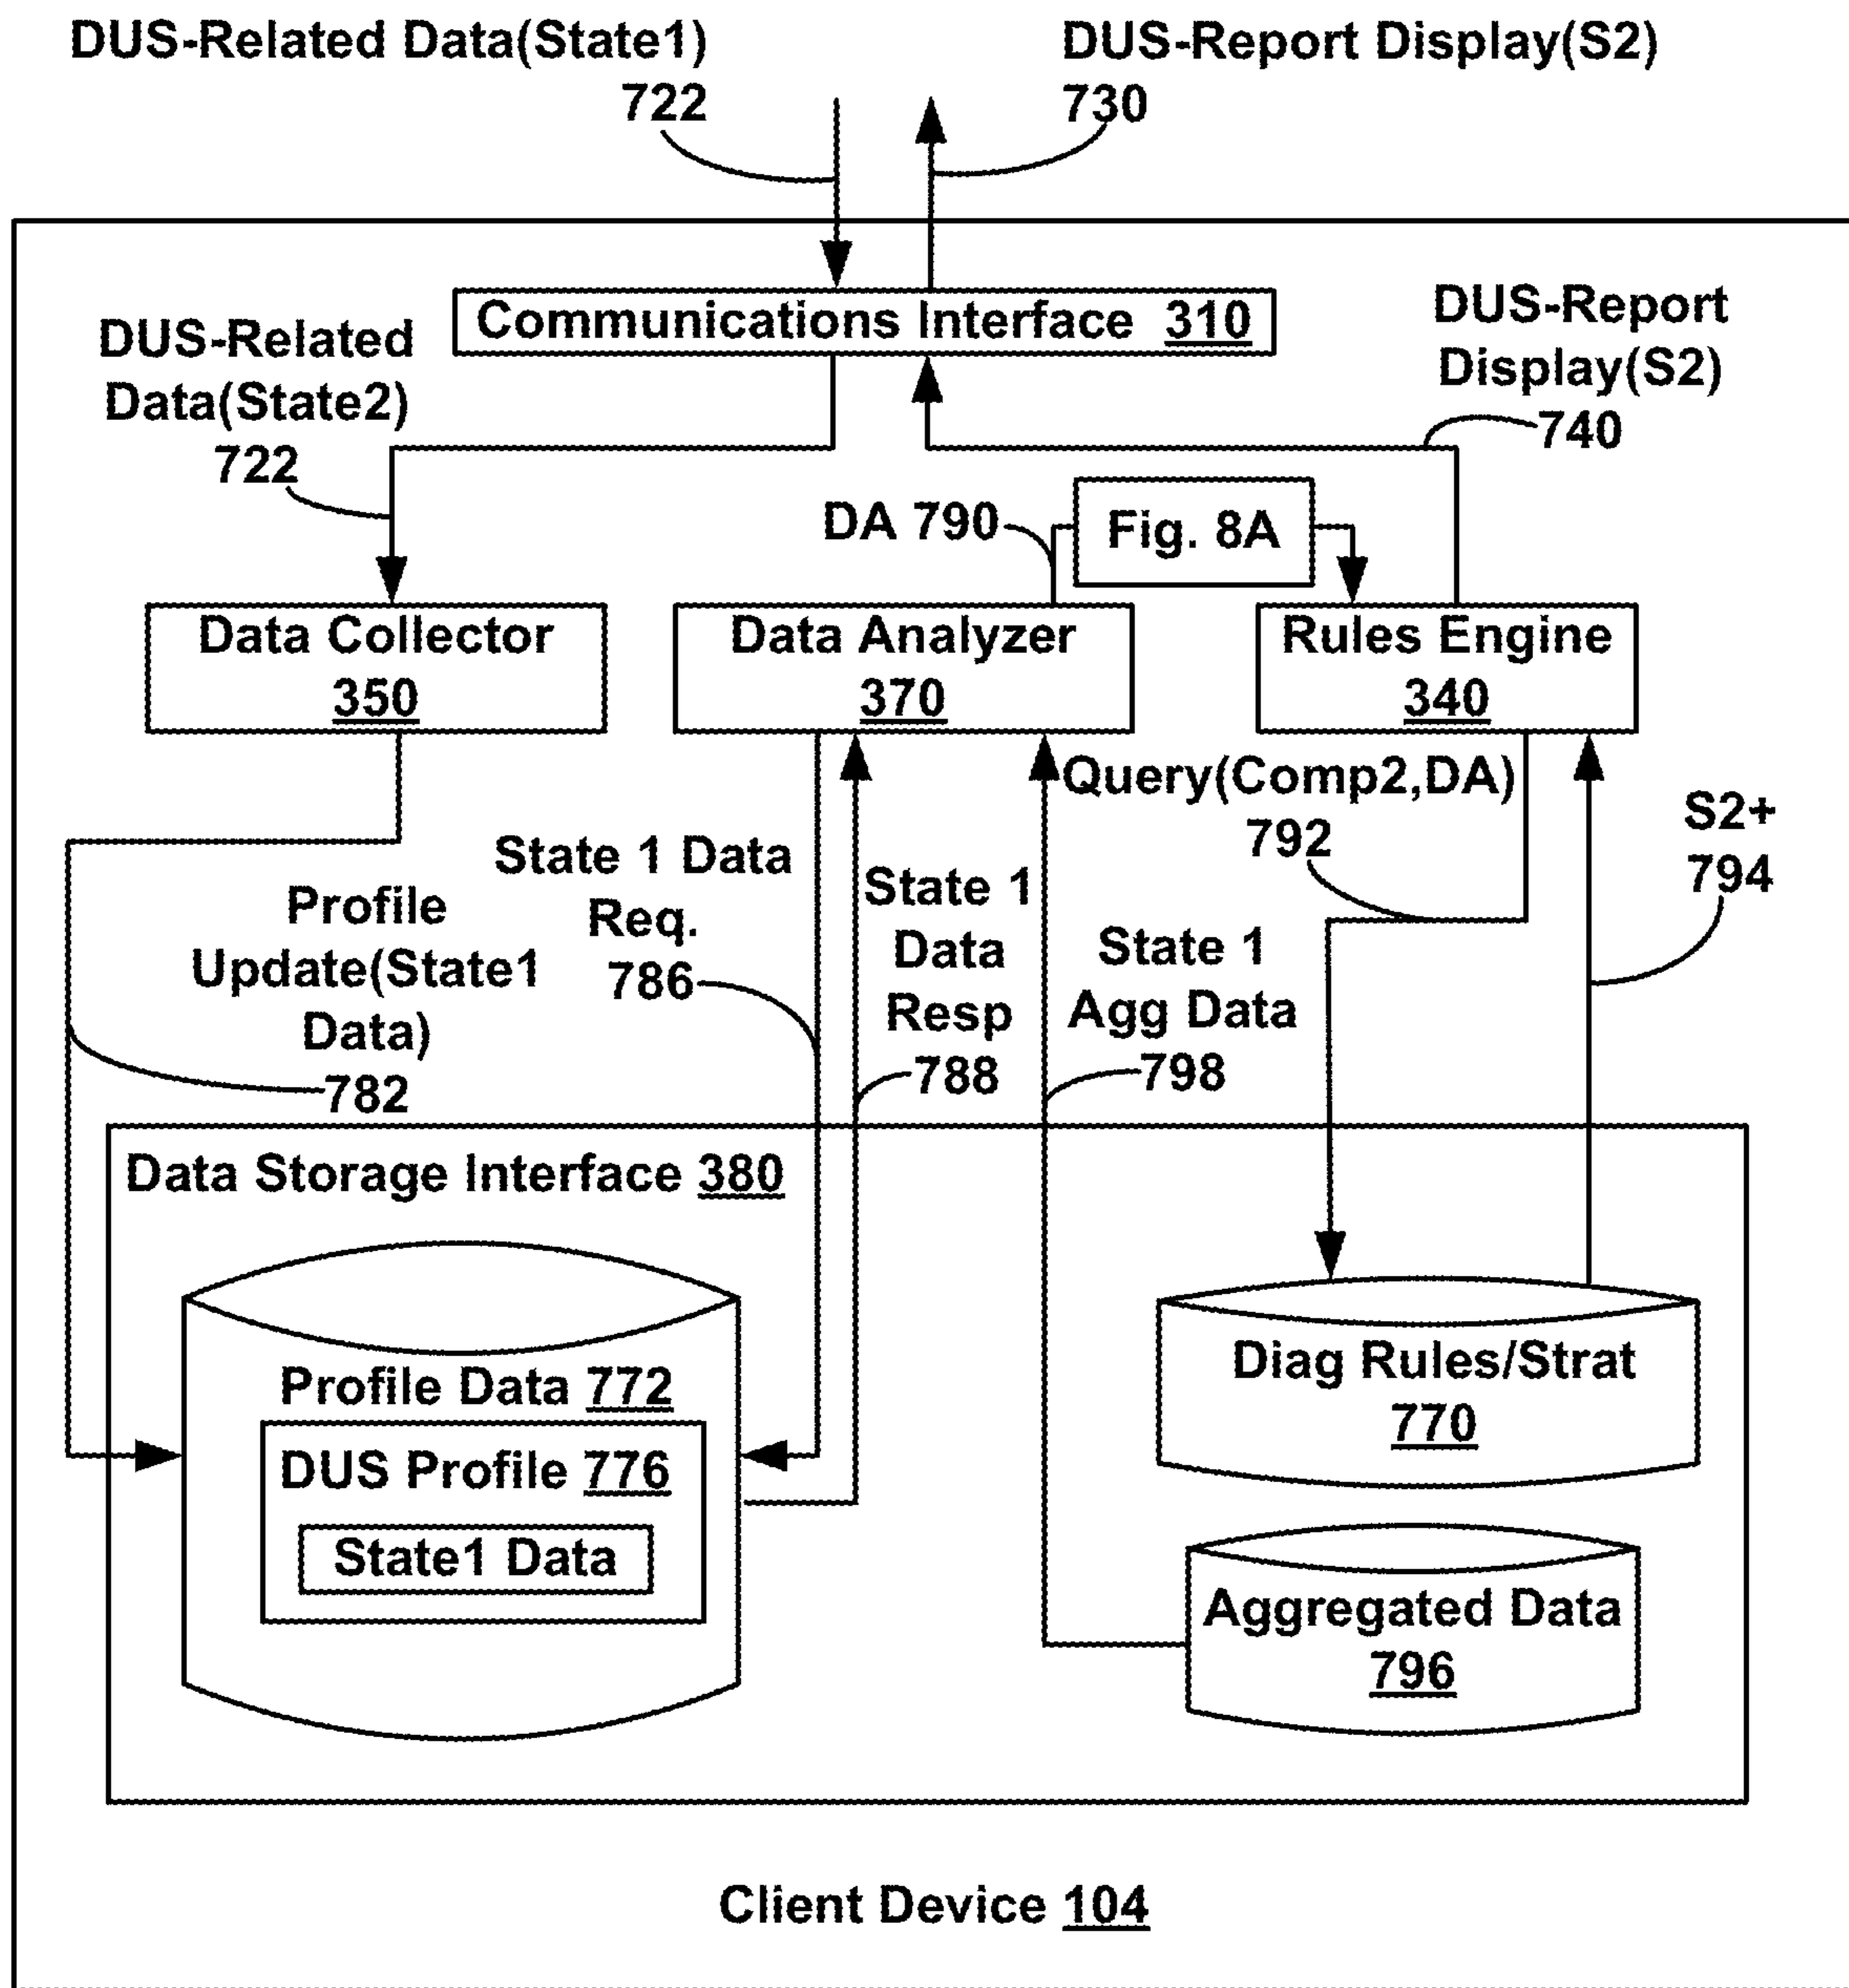 DUS-Related Data(State1)
722
DUS-Report Display(S2)
730
Communications Interface 310
DUS-Related
Data(State2)
722
DUS-Report
Display(S2)
740
DA 790
Fig. 8A
Data Collector
350
Data Analyzer
370
Rules Engine
340
Query(Comp2,DA)
792
S2+
794
State 1 Data
Req.
786
State 1
Data
Resp
788
Profile
Update(State1
Data)
782
State 1
Agg Data
798
Data Storage Interface 380
Profile Data 772
DUS Profile 776
State1 Data
Diag Rules/Strat
770
Aggregated Data
796
Client Device 104